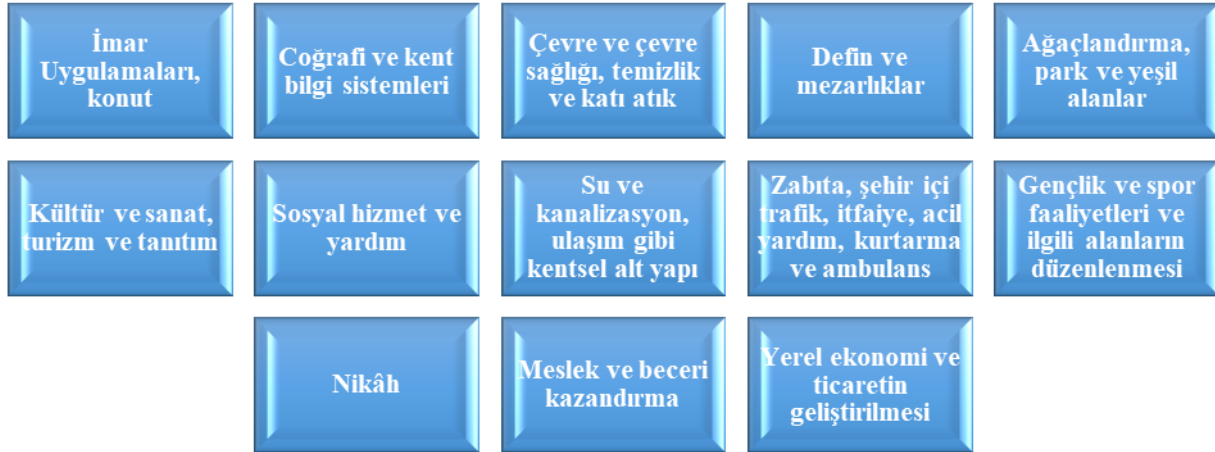 İmar
Uygulamaları,
konut
Coğrafi ve kent
bilgi sistemleri
Çevre ve çevre
sağlığı, temizlik
ve katı atık
Defin ve
mezarlıklar
Ağaçlandırma,
park ve yeşil
alanlar
Kültür ve sanat,
turizm ve tanıtım
Sosyal hizmet ve
yardım
Su ve
kanalizasyon,
ulaşım gibi
kentsel alt yapı
Zabıta, şehir içi
trafik, itfaiye, acil
yardım, kurtarma
ve ambulans
Gençlik ve spor
faaliyetleri ve
ilgili alanların
düzenlenmesi
Nikâh
Meslek ve beceri
kazandırma
Yerel ekonomi ve
ticaretin
geliştirilmesi